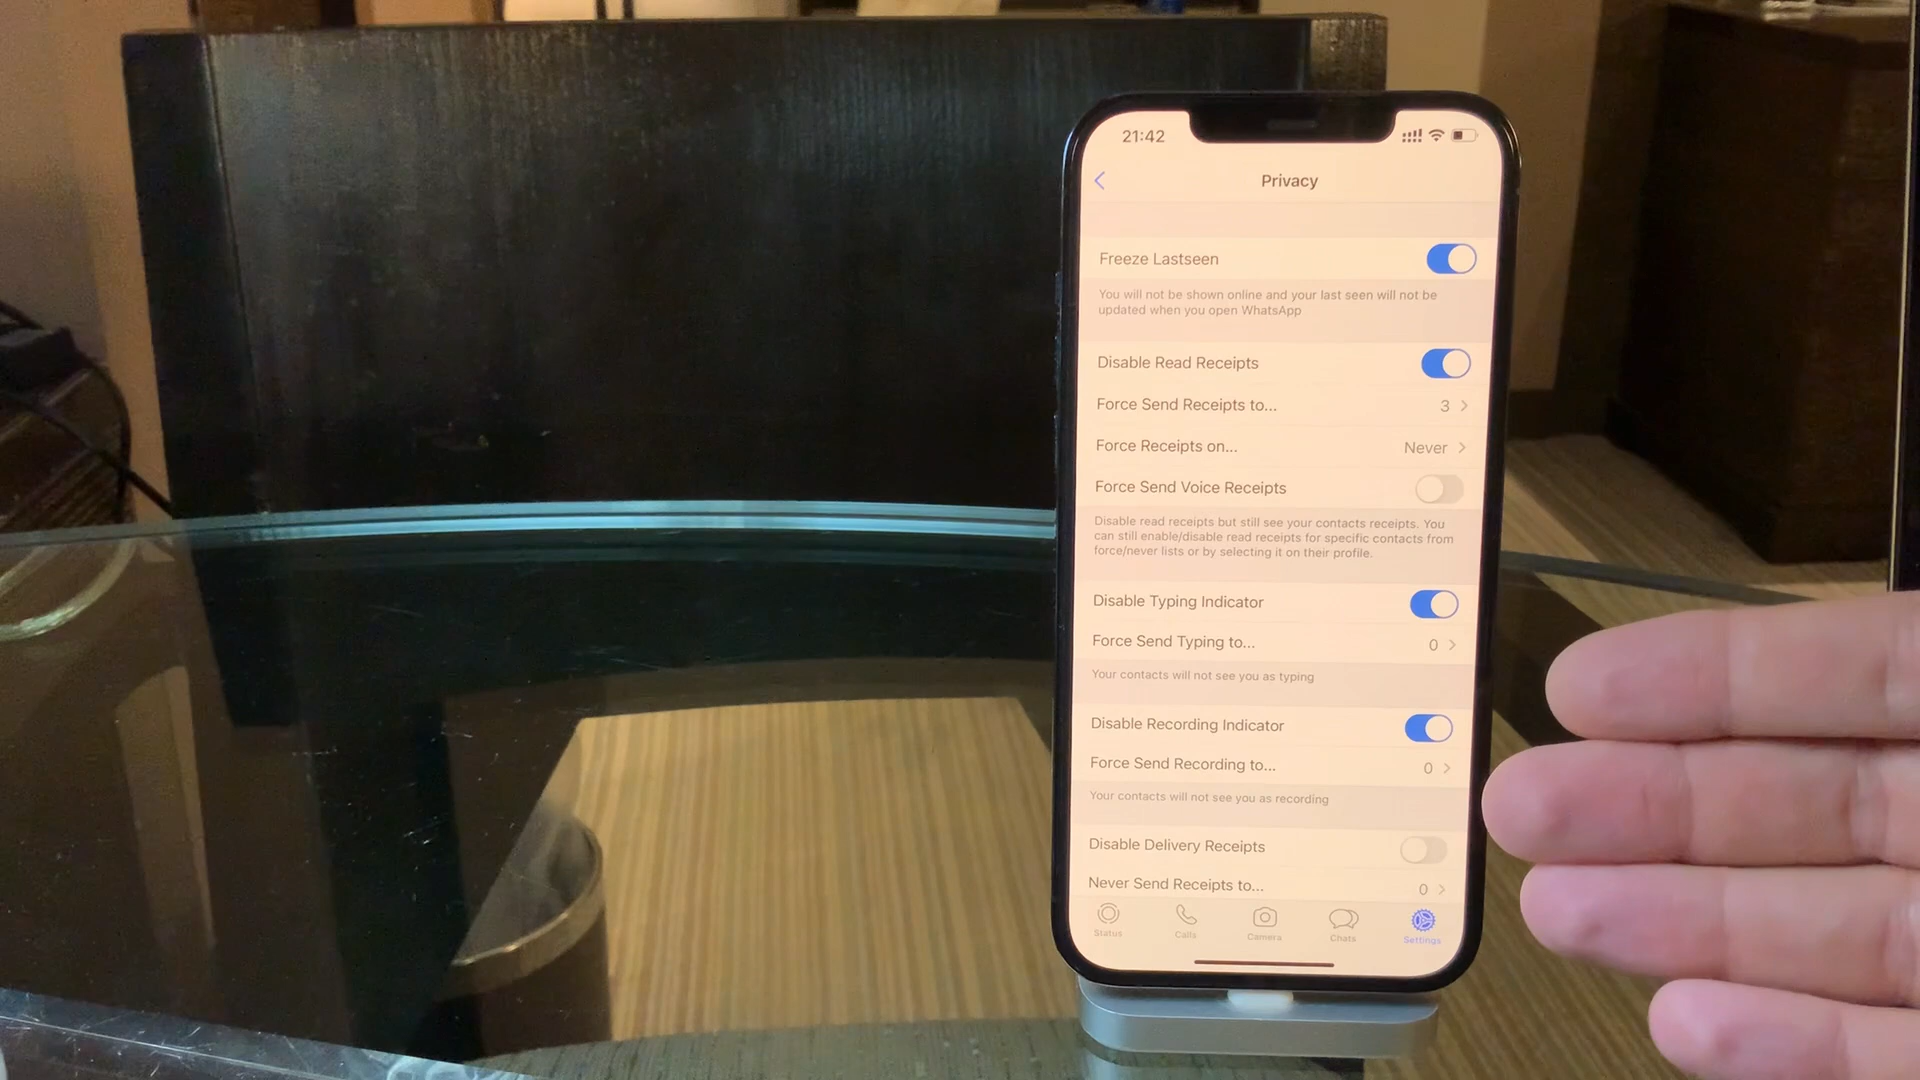 21:42
Privacy
Freeze Lastseen
You will not be shown online and your last seen will not be
updated when you open WhatsApp
Disable Read Receipts
Force Send Receipts to... 3
Force Receipts on... Never
Force Send Voice Receipts
Disable read receipts but still see your contacts receipts. You
can still enable/disable read receipts for specific contacts from
force/never lists or by selecting it on their profile.
Disable Typing Indicator
Force Send Typing to... 0
Your contacts will not see you as typing
Disable Recording Indicator
Force Send Recording to... 0
Your contacts will not see you as recording
Disable Delivery Receipts
Never Send Receipts to... 0
Status Calls Camera Chats Settings